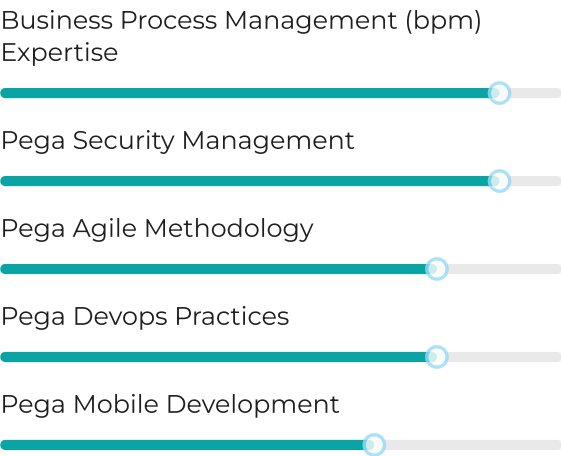 Business Process Management (bpm)
Expertise
Pega Security Management
Pega Agile Methodology
Pega Devops Practices
Pega Mobile Development